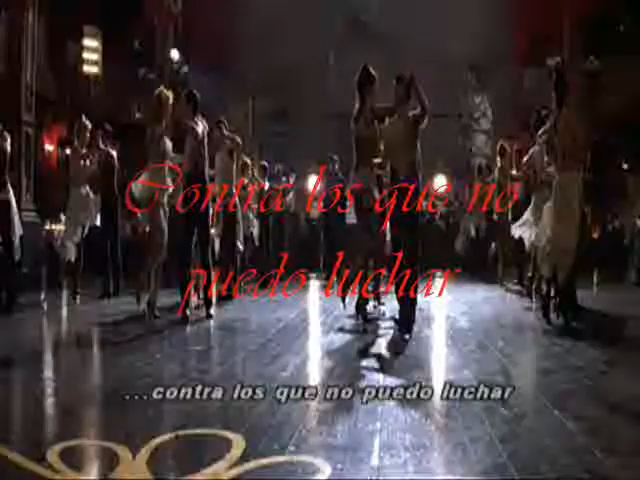 Contra los que no
puedo luchar
...contra los que no puedo luchar